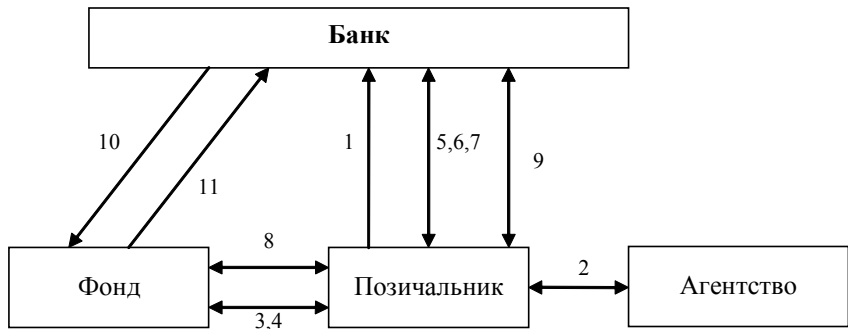 Банк
10
11
1
5,6,7
9
8
2
Фонд
Позичальник
Агентство
3,4